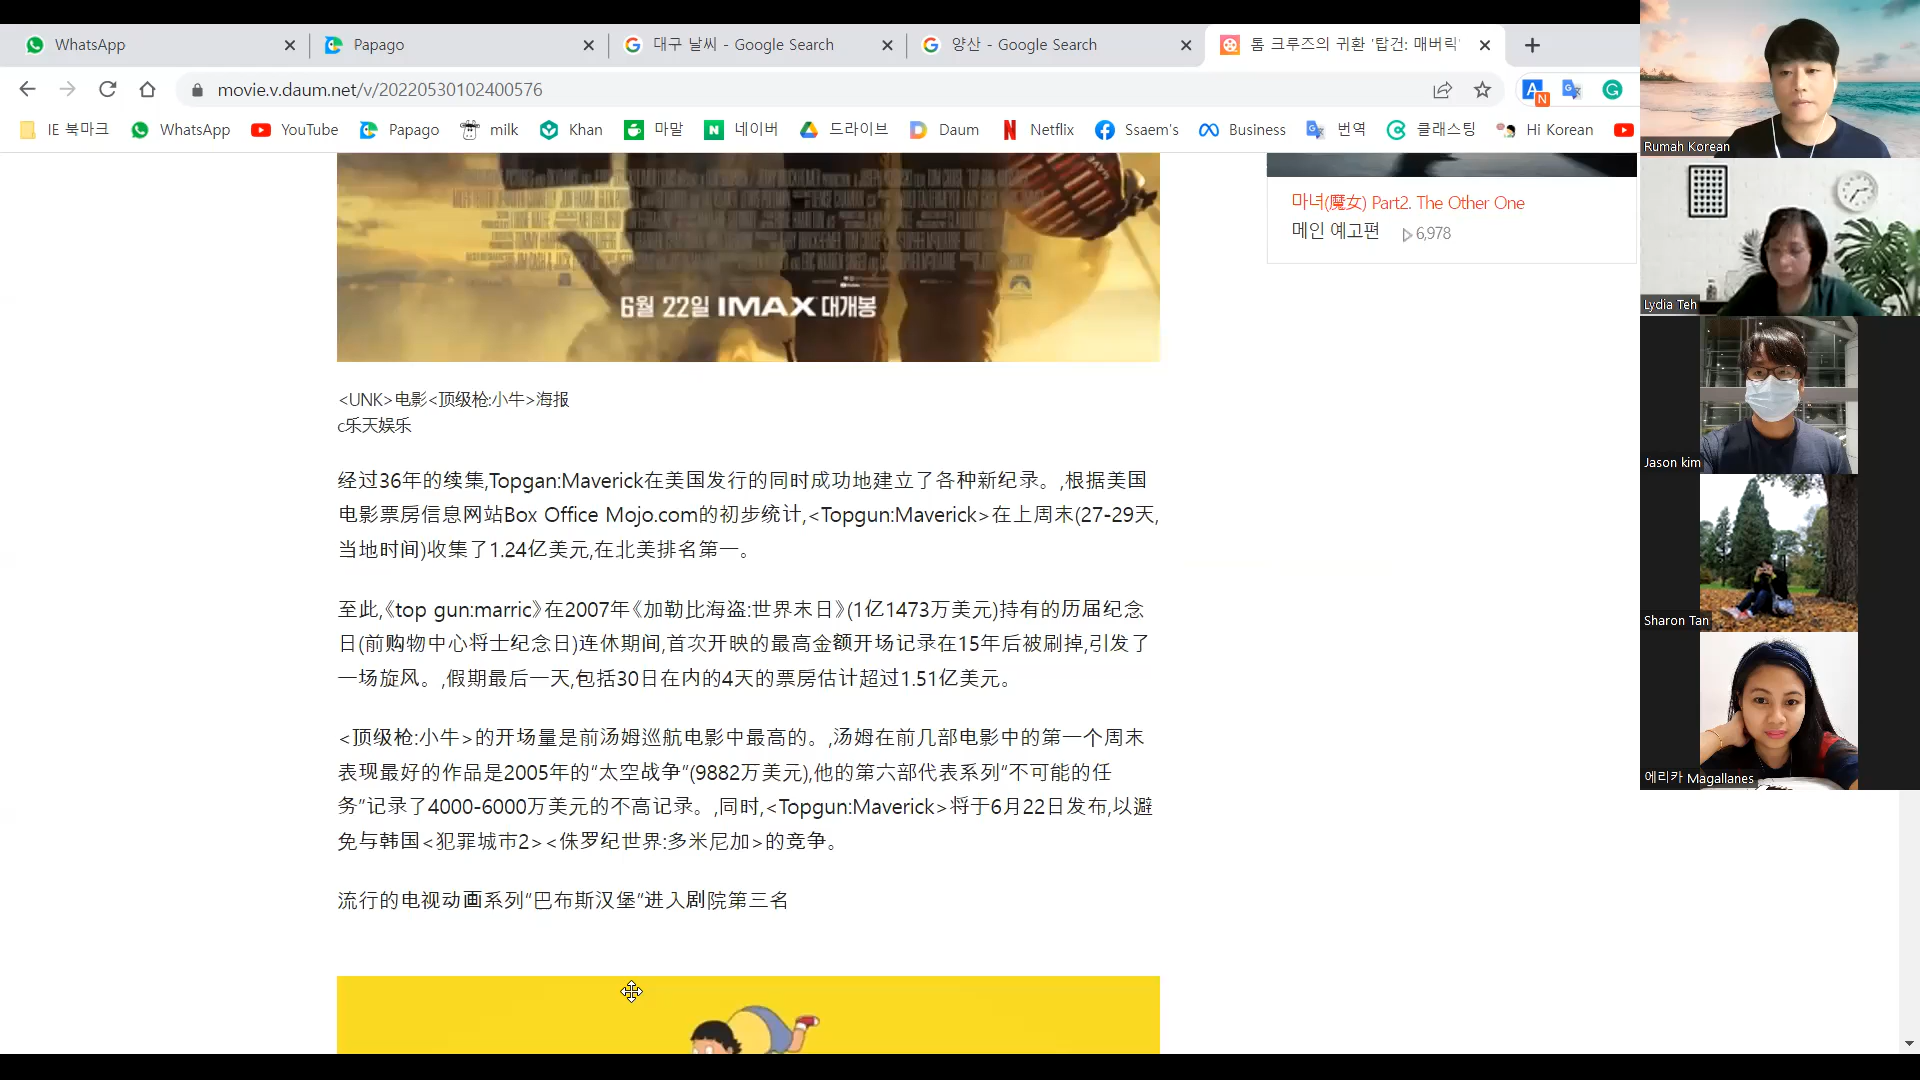 WhatsApp
Papago
대구 날씨 - Google Search
양산 - Google Search
톰 크루즈의 귀환 '탑건: 매버릭'
movie.v.daum.net/v/20220530102400576
IE 북마크
WhatsApp
YouTube
Papago
milk
Khan
마말
네이버
드라이브
Daum
Netflix
Ssaem's
Business
번역
클래스팅
Hi Korean
6월 22일 IMAX 대개봉
마녀(魔女) Part2. The Other One
메인 예고편 6,978
<UNK>电影<顶级枪:小牛>海报
c乐天娱乐
经过36年的续集,Topgan:Maverick在美国发行的同时成功地建立了各种新纪录。,根据美国
电影票房信息网站Box Office Mojo.com的初步统计,<Topgun:Maverick>在上周末(27-29天,
当地时间)收集了1.24亿美元,在北美排名第一。
至此,《top gun:marric》在2007年《加勒比海盗:世界末日》(1亿1473万美元)持有的历届纪念
日(前购物中心将士纪念日)连休期间,首次开映的最高金额开场记录在15年后被刷掉,引发了
一场旋风。,假期最后一天,包括30日在内的4天的票房估计超过1.51亿美元。
<顶级枪:小牛>的开场量是前汤姆巡航电影中最高的。,汤姆在前几部电影中的第一个周末
表现最好的作品是2005年的“太空战争”(9882万美元),他的第六部代表系列“不可能的任
务”记录了4000-6000万美元的不高记录。,同时,<Topgun:Maverick>将于6月22日发布,以避
免与韩国<犯罪城市2><侏罗纪世界:多米尼加>的竞争。
流行的电视动画系列“巴布斯汉堡”进入剧院第三名
Rumah Korean
Lydia Teh
Jason kim
Sharon Tan
에리카 Magallanes